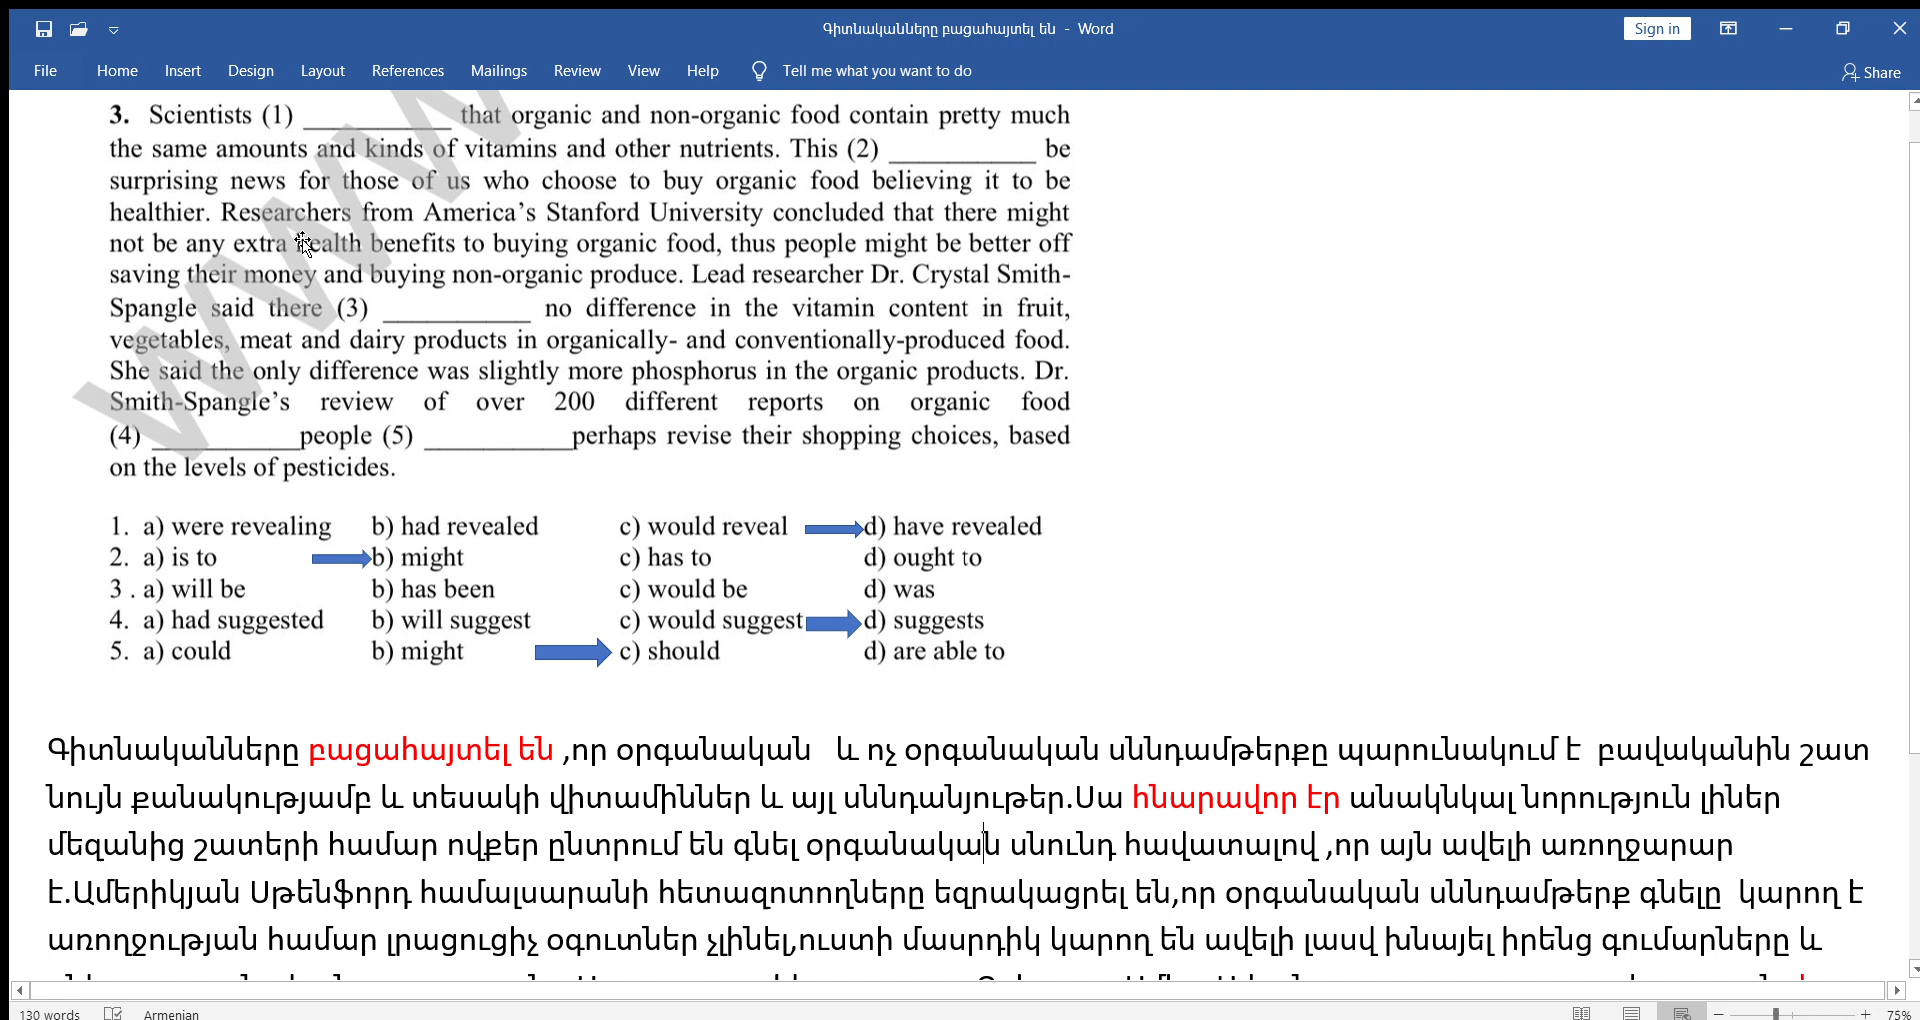 Գիտնականները բացահայտել են - Word
Sign in
File Home Insert Design Layout References Mailings Review View Help Tell me what you want to do Share
3. Scientists (1) ___________ that organic and non-organic food contain pretty much
the same amounts and kinds of vitamins and other nutrients. This (2) ___________ be
surprising news for those of us who choose to buy organic food believing it to be
healthier. Researchers from America’s Stanford University concluded that there might
not be any extra health benefits to buying organic food, thus people might be better off
saving their money and buying non-organic produce. Lead researcher Dr. Crystal Smith-
Spangle said there (3) ___________ no difference in the vitamin content in fruit,
vegetables, meat and dairy products in organically- and conventionally-produced food.
She said the only difference was slightly more phosphorus in the organic products. Dr.
Smith-Spangle’s review of over 200 different reports on organic food
(4) ___________people (5) ___________perhaps revise their shopping choices, based
on the levels of pesticides.
1. a) were revealing b) had revealed c) would reveal d) have revealed
2. a) is to b) might c) has to d) ought to
3 . a) will be b) has been c) would be d) was
4. a) had suggested b) will suggest c) would suggest d) suggests
5. a) could b) might c) should d) are able to
Գիտնականները բացահայտել են ,որ օրգանական և ոչ օրգանական սննդամթերքը պարունակում է բավականին շատ
նույն քանակությամբ և տեսակի վիտամիններ և այլ սննդանյութեր.Սա հնարավոր էր անակնկալ նորություն լիներ
մեզանից շատերի համար ովքեր ընտրում են գնել օրգանական սնունդ հավատալով ,որ այն ավելի առողջարար
է.Ամերիկյան Սթենֆորդ համալսարանի հետազոտողները եզրակացրել են,որ օրգանական սննդամթերք գնելը կարող է
առողջության համար լրացուցիչ օգուտներ չլինել,ուստի մասրդիկ կարող են ավելի լասվ խնայել իրենց գումարները և
130 words Armenian 75%